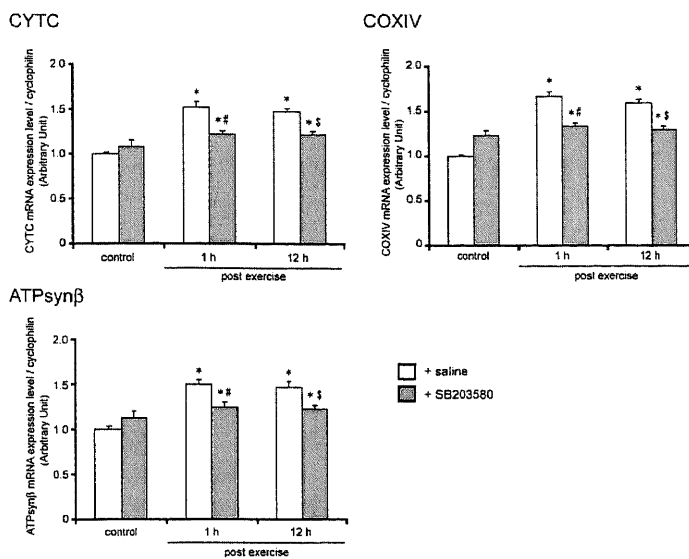 CYTC
CYTC mRNA expression level / cyclophilin
(Arbitrary Unit)
2.0
1.5
1.0
0.5
0
*
*#
*
*$
control
1 h
12 h
post exercise
COXIV
COXIV mRNA expression level / cyclophilin
(Arbitrary Unit)
2.0
1.5
1.0
0.5
0
*
*#
*
*$
control
1 h
12 h
post exercise
ATPsynβ
ATPsynβ mRNA expression level / cyclophilin
(Arbitrary Unit)
2.0
1.5
1.0
0.5
0
*
*#
*
*$
control
1 h
12 h
post exercise
+ saline
+ SB203580